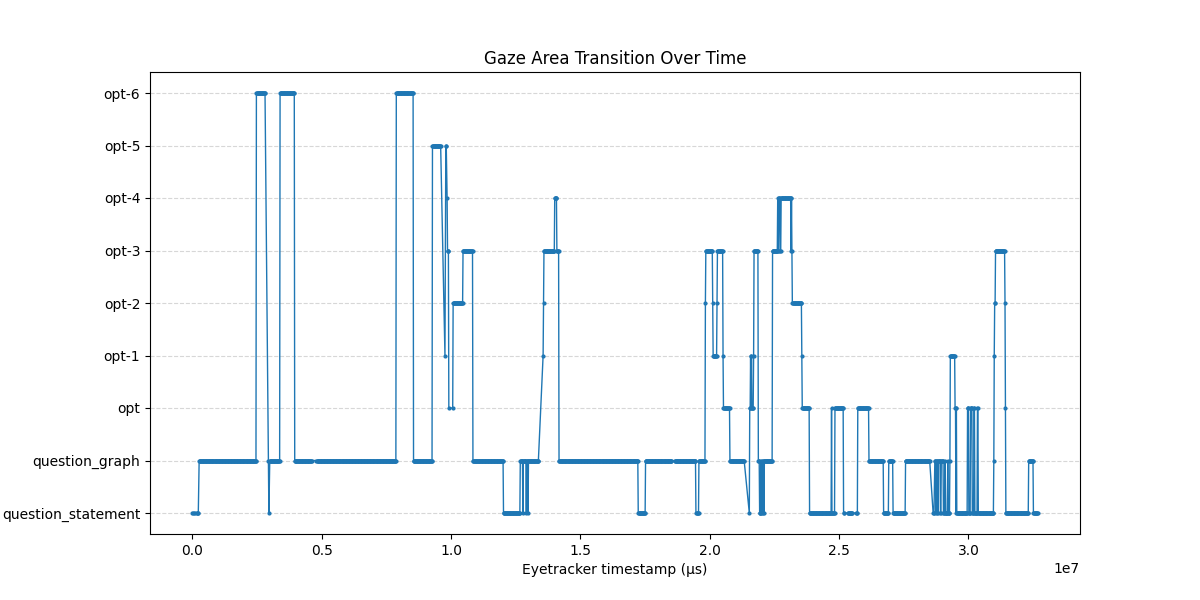 Gaze Area Transition Over Time
opt-6
opt-5
opt-4
opt-3
opt-2
opt-1
opt
question_graph
question_statement
0.0 0.5 1.0 1.5 2.0 2.5 3.0
1e7
Eyetracker timestamp (µs)